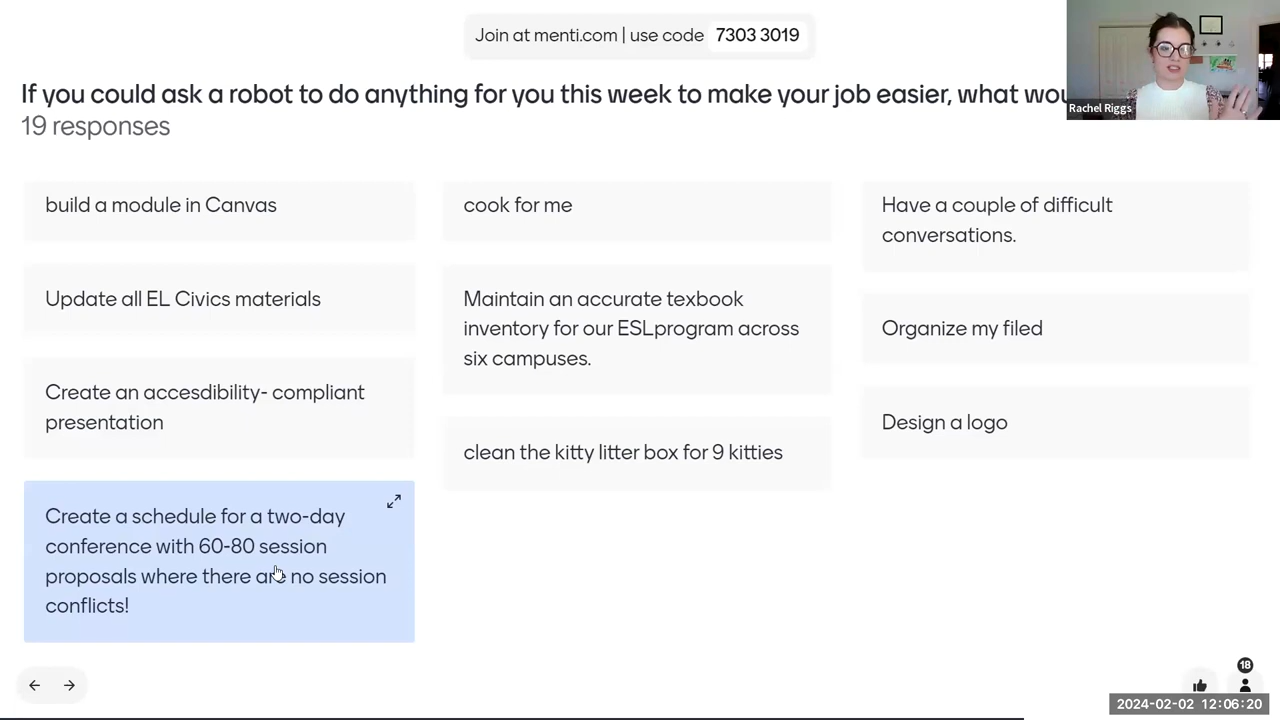 Join at menti.com | use code 7303 3019
If you could ask a robot to do anything for you this week to make your job easier, what wou
19 responses
Rachel Riggs
build a module in Canvas
Update all EL Civics materials
Create an accesdibility- compliant
presentation
Create a schedule for a two-day
conference with 60-80 session
proposals where there are no session
conflicts!
cook for me
Maintain an accurate texbook
inventory for our ESLprogram across
six campuses.
clean the kitty litter box for 9 kitties
Have a couple of difficult
conversations.
Organize my filed
Design a logo
18
2024-02-02 12:06:20